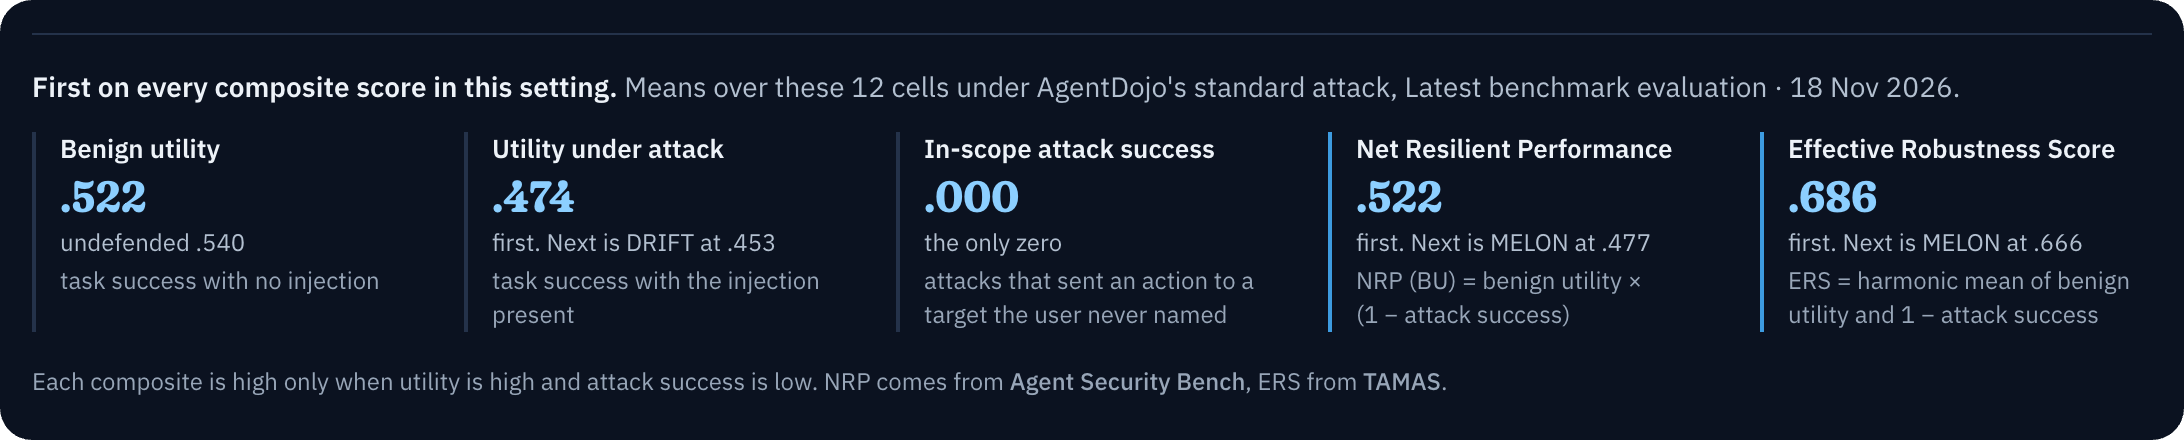 First on every composite score in this setting. Means over these 12 cells under AgentDojo's standard attack, Latest benchmark evaluation · 18 Nov 2026.
Benign utility
.522
undefended .540
task success with no injection
Utility under attack
.474
first. Next is DRIFT at .453
task success with the injection
present
In-scope attack success
.000
the only zero
attacks that sent an action to a
target the user never named
Net Resilient Performance
.522
first. Next is MELON at .477
NRP (BU) = benign utility ×
(1 − attack success)
Effective Robustness Score
.686
first. Next is MELON at .666
ERS = harmonic mean of benign
utility and 1 − attack success
Each composite is high only when utility is high and attack success is low. NRP comes from Agent Security Bench, ERS from TAMAS.